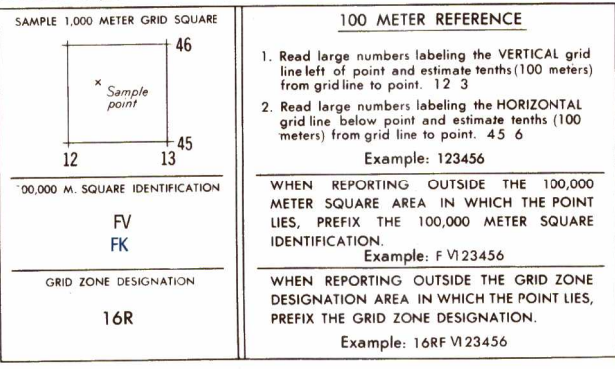 SAMPLE 1,000 METER GRID SQUARE
46
× Sample
point
45
12 13
00,000 M. SQUARE IDENTIFICATION
FV
FK
GRID ZONE DESIGNATION
16R
100 METER REFERENCE
1. Read large numbers labeling the VERTICAL grid
line left of point and estimate tenths (100 meters)
from grid line to point. 12 3
2. Read large numbers labeling the HORIZONTAL
grid line below point and estimate tenths (100
meters) from grid line to point. 45 6
Example: 123456
WHEN REPORTING OUTSIDE THE 100,000
METER SQUARE AREA IN WHICH THE POINT
LIES, PREFIX THE 100,000 METER SQUARE
IDENTIFICATION.
Example: FV123456
WHEN REPORTING OUTSIDE THE GRID ZONE
DESIGNATION AREA IN WHICH THE POINT LIES,
PREFIX THE GRID ZONE DESIGNATION.
Example: 16RFV123456